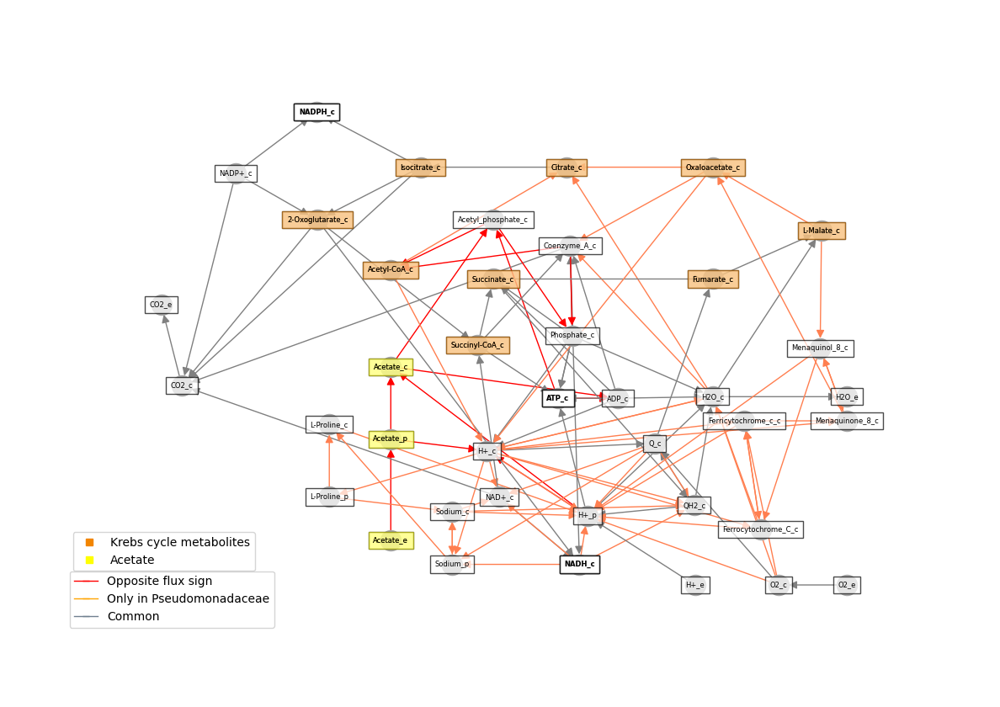 NADPH_c
NADP+_c
Isocitrate_c
Citrate_c
Oxaloacetate_c
2-Oxoglutarate_c
Acetyl_phosphate_c
L-Malate_c
Coenzyme_A_c
Acetyl-CoA_c
Succinate_c
Fumarate_c
CO2_e
Phosphate_c
Succinyl-CoA_c
Menaquinol_8_c
Acetate_c
CO2_c
ATP_c
ADP_c
H2O_c
H2O_e
L-Proline_c
Ferricytochrome_c_c
Menaquinone_8_c
Acetate_p
Q_c
H+_c
L-Proline_p
NAD+_c
QH2_c
Sodium_c
H+_p
Ferrocytochrome_C_c
Acetate_e
Sodium_p
NADH_c
H+_e
O2_c
O2_e
Krebs cycle metabolites
Acetate
Opposite flux sign
Only in Pseudomonadaceae
Common